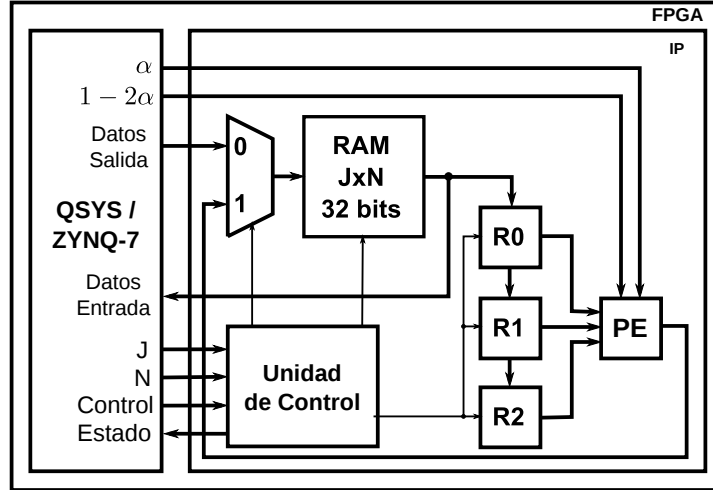 FPGA
IP
α
1 − 2α
Datos
Salida
QSYS /
ZYNQ-7
Datos
Entrada
J
N
Control
Estado
0
1
RAM
JxN
32 bits
Unidad
de Control
R0
R1
R2
PE